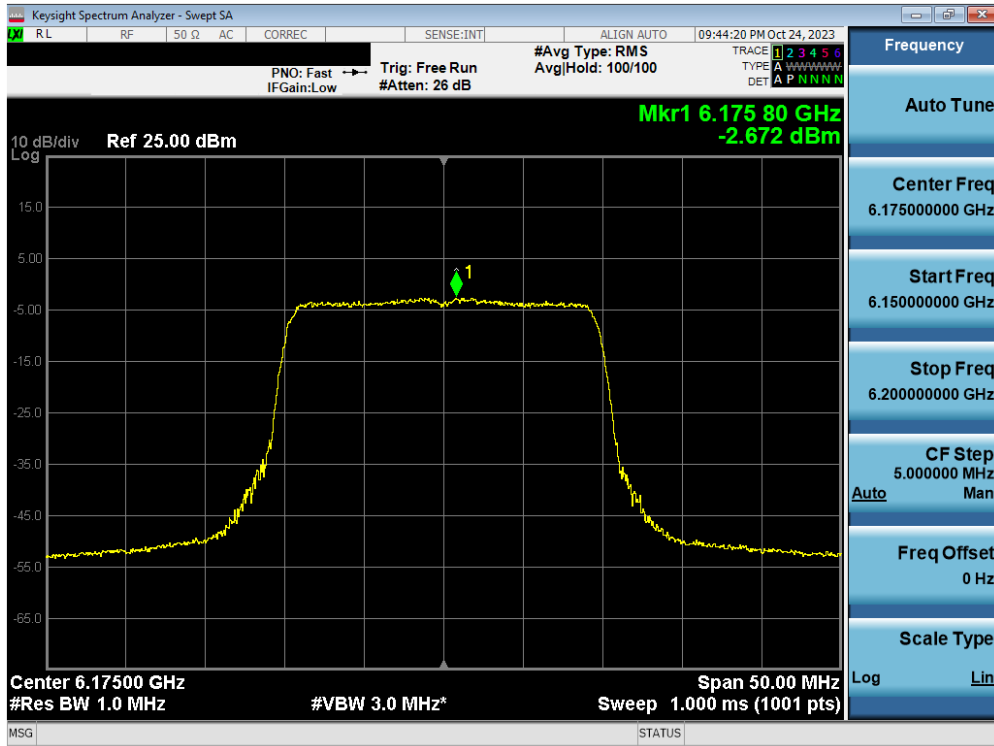 Keysight Spectrum Analyzer - Swept SA
LXI RL RF 50 Ω AC CORREC SENSE:INT ALIGN AUTO 09:44:20 PM Oct 24, 2023
PNO: Fast
IFGain:Low
Trig: Free Run
#Atten: 26 dB
#Avg Type: RMS
Avg|Hold: 100/100
TRACE 1 2 3 4 5 6
TYPE A WWWWW
DET A P N N N N
Mkr1 6.175 80 GHz
-2.672 dBm
10 dB/div Ref 25.00 dBm
Log
15.0
5.00
1
-5.00
-15.0
-25.0
-35.0
-45.0
-55.0
-65.0
Center 6.17500 GHz Span 50.00 MHz
#Res BW 1.0 MHz #VBW 3.0 MHz* Sweep 1.000 ms (1001 pts)
MSG STATUS
Frequency
Auto Tune
Center Freq
6.175000000 GHz
Start Freq
6.150000000 GHz
Stop Freq
6.200000000 GHz
CF Step
5.000000 MHz
Auto Man
Freq Offset
0 Hz
Scale Type
Log Lin